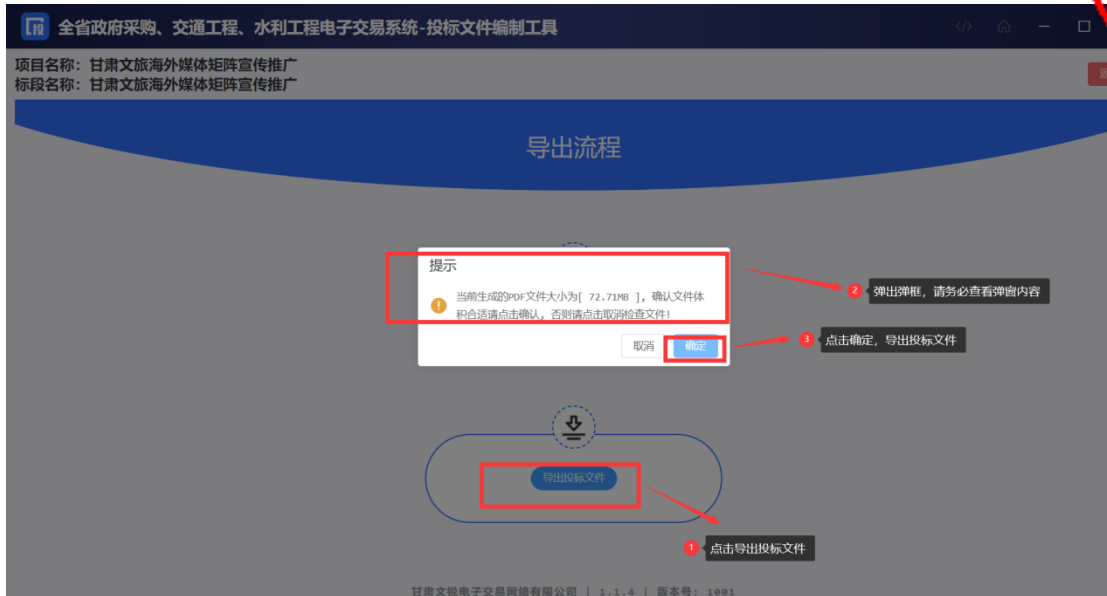 全省政府采购、交通工程、水利工程电子交易系统-投标文件编制工具
项目名称: 甘肃文旅海外媒体矩阵宣传推广
标段名称: 甘肃文旅海外媒体矩阵宣传推广
导出流程
提示
当前生成的PDF文件大小为[ 72.71MB ], 确认文件体
积合适请点击确认, 否则请点击取消检查文件!
取消
确定
2 弹出弹框, 请务必查看弹窗内容
3 点击确定, 导出投标文件
导出投标文件
1 点击导出投标文件
甘肃文锐电子交易网络有限公司 | 1.1.4 | 版本号: 1001